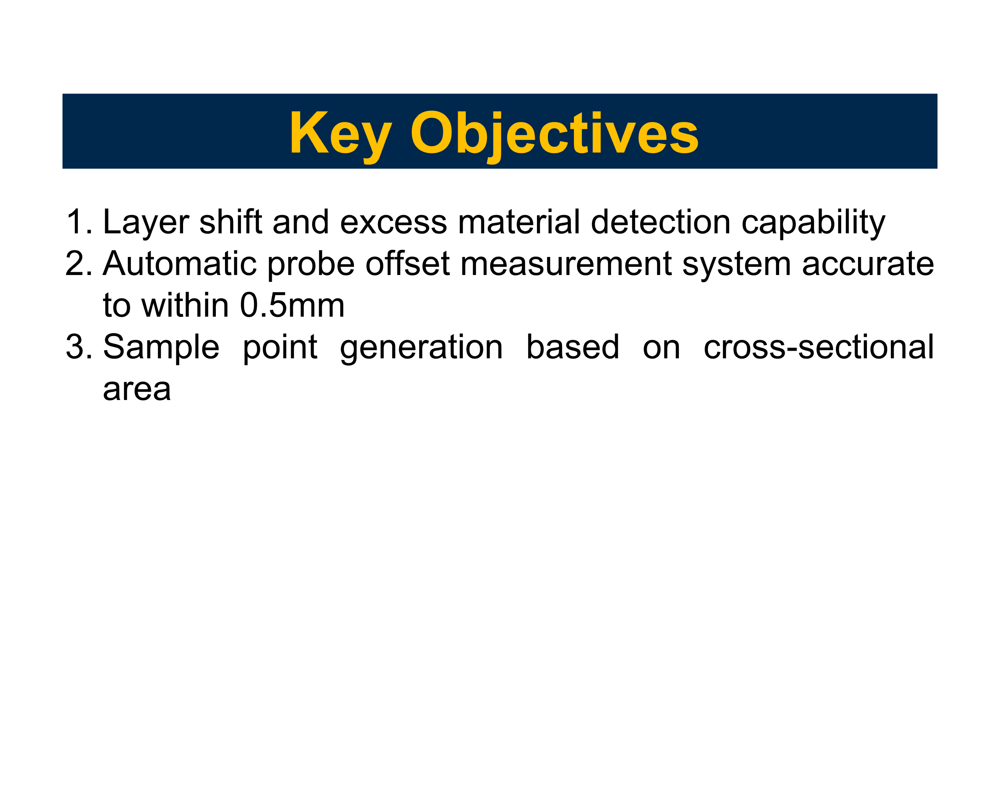 Key Objectives
1. Layer shift and excess material detection capability
2. Automatic probe offset measurement system accurate
to within 0.5mm
3. Sample point generation based on cross-sectional
area